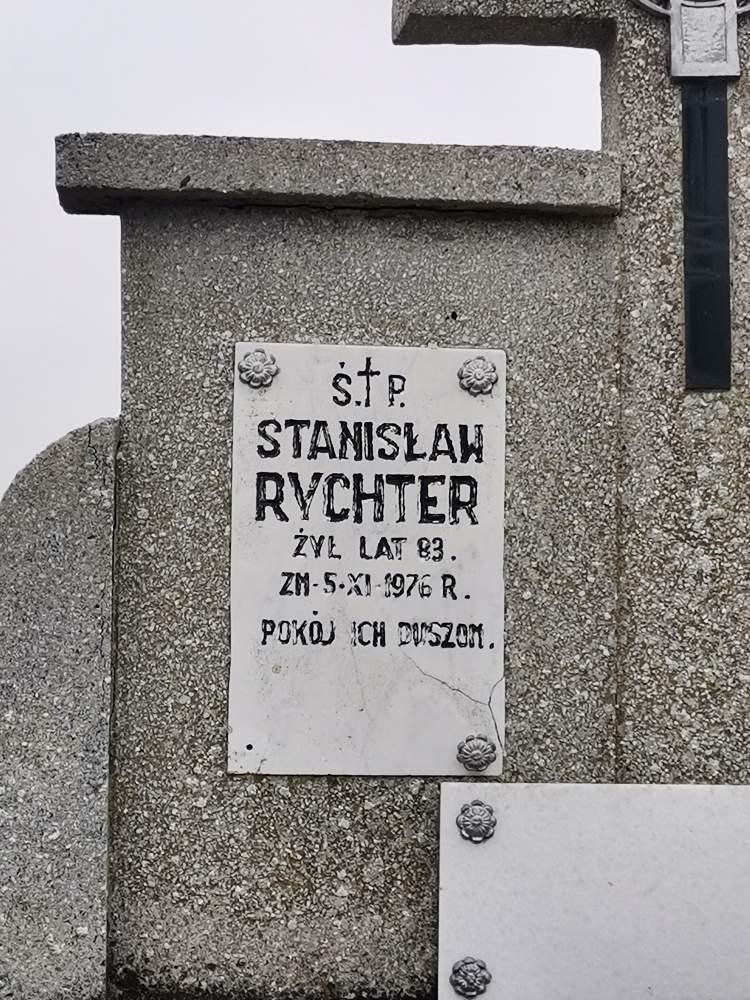 Ś.†P.
STANISŁAW
RYCHTER
ŻYŁ LAT 83.
ZM-5-XI-1976 R.
POKÓJ ICH DUSZOM.